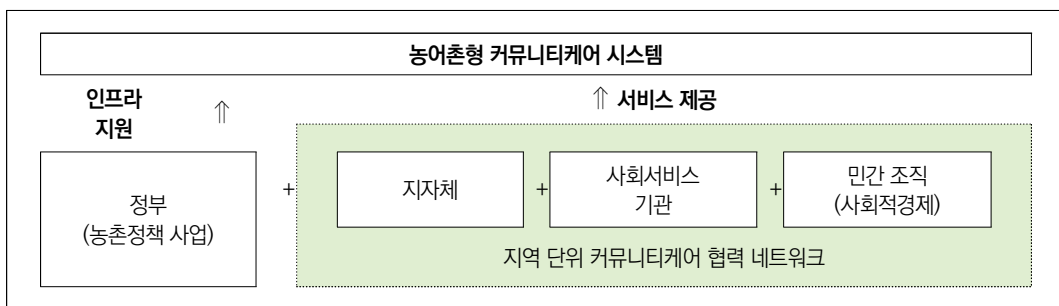 농어촌형 커뮤니티케어 시스템
인프라
지원
⇑
⇑ 서비스 제공
정부
(농촌정책 사업)
+
지자체
+
사회서비스
기관
+
민간 조직
(사회적경제)
지역 단위 커뮤니티케어 협력 네트워크